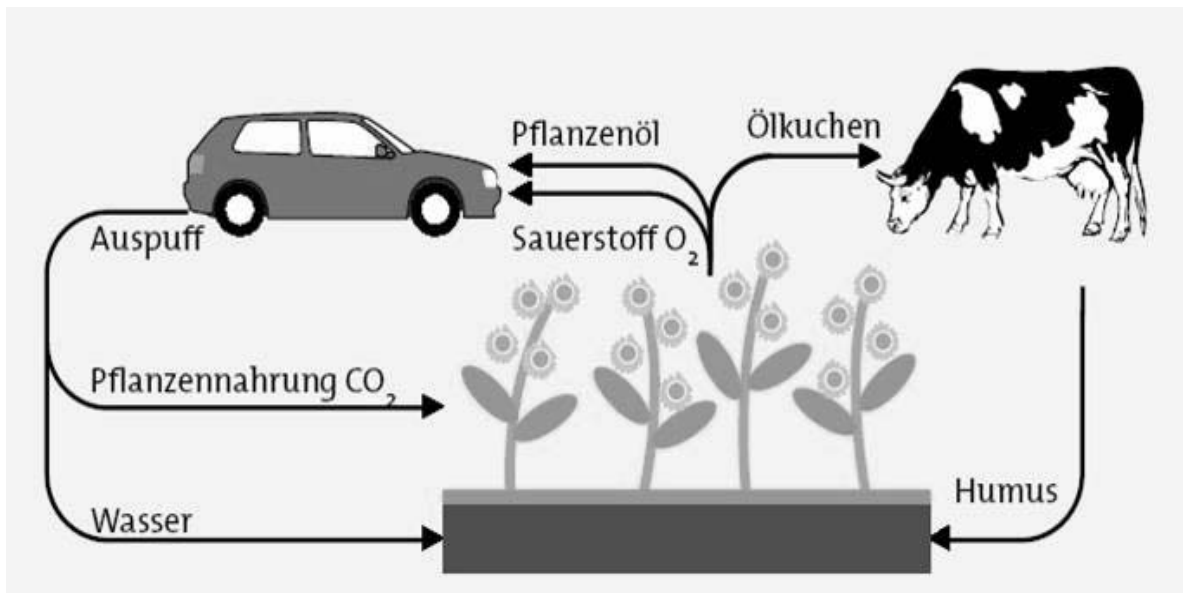 Pflanzenöl
Ölkuchen
Auspuff
Sauerstoff O₂
Pflanzennahrung CO₂
Humus
Wasser